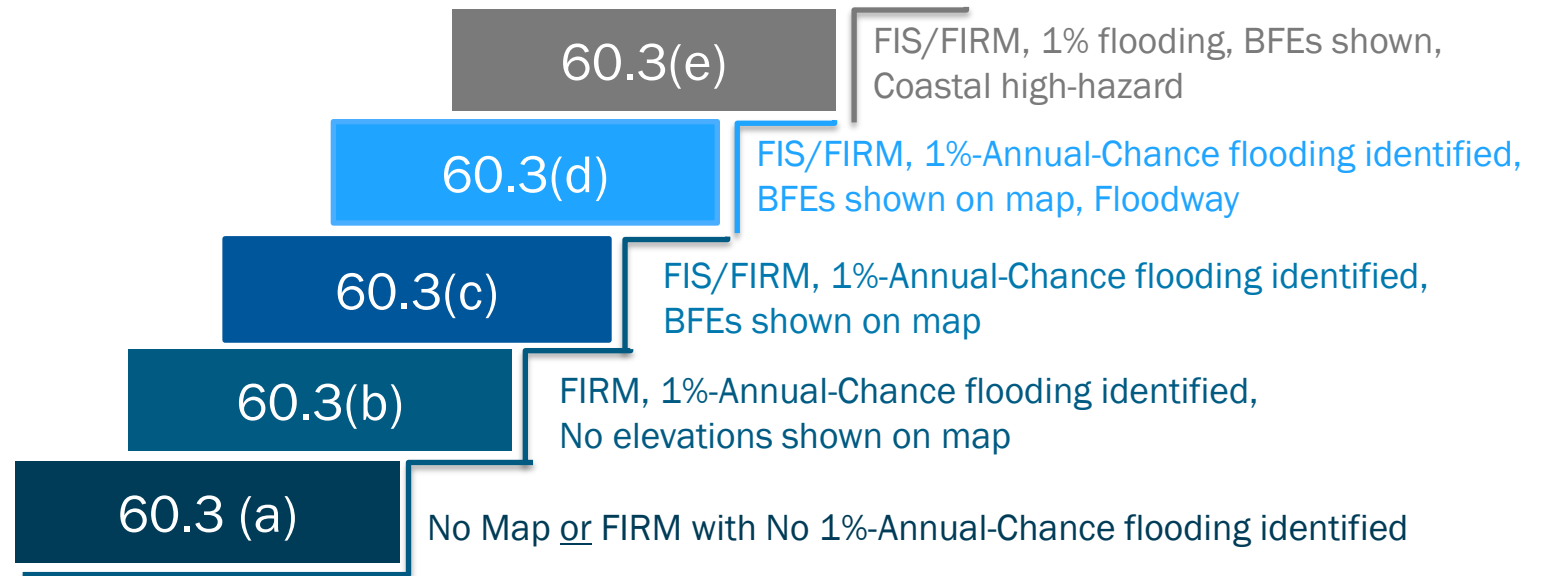 60.3(e)
FIS/FIRM, 1% flooding, BFEs shown,
Coastal high-hazard
60.3(d)
FIS/FIRM, 1%-Annual-Chance flooding identified,
BFEs shown on map, Floodway
60.3(c)
FIS/FIRM, 1%-Annual-Chance flooding identified,
BFEs shown on map
60.3(b)
FIRM, 1%-Annual-Chance flooding identified,
No elevations shown on map
60.3 (a)
No Map or FIRM with No 1%-Annual-Chance flooding identified